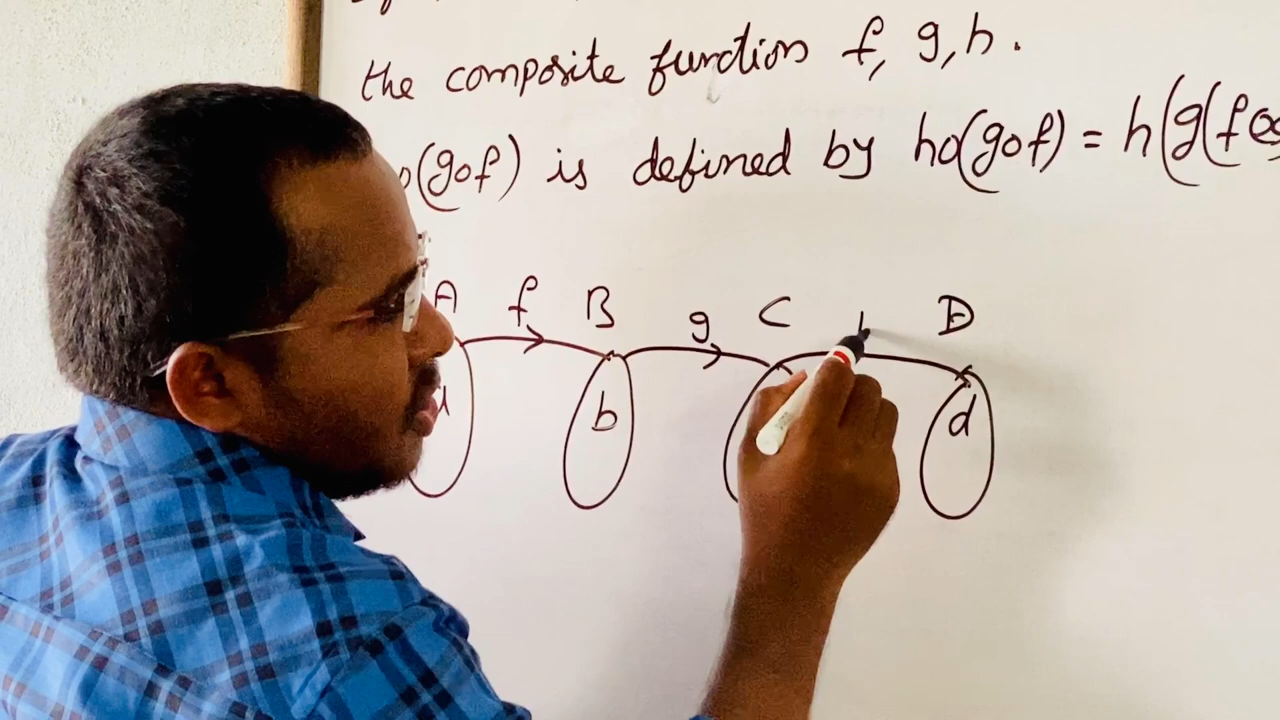 the composite function f, g, h.
o(gof) is defined by ho(gof) = h(g(f(x
A f B g C D
b d